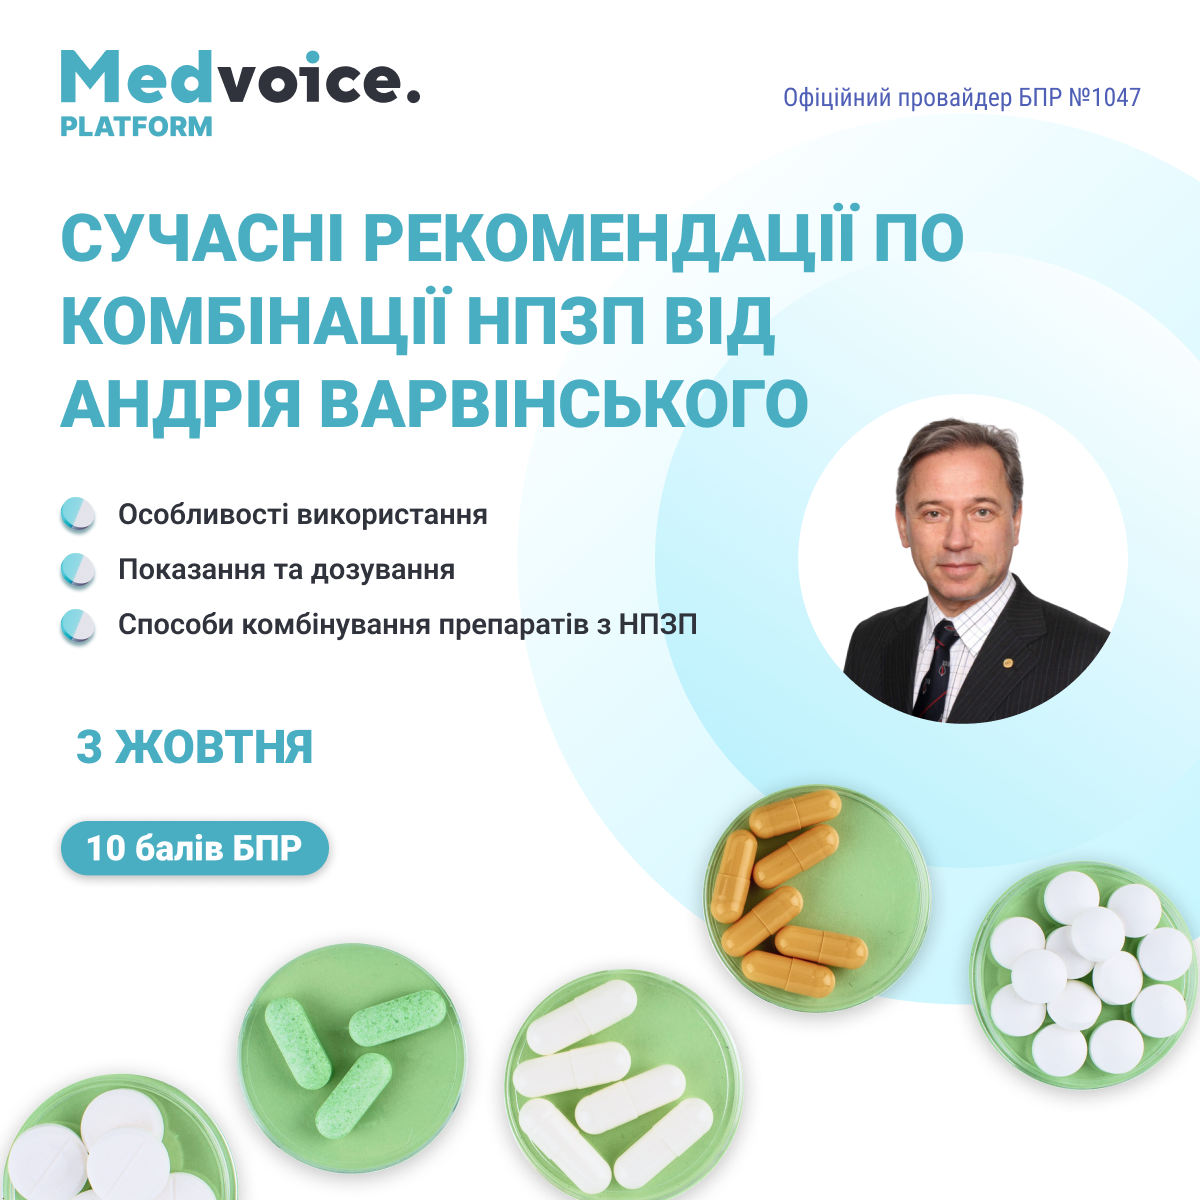 Medvoice.
PLATFORM
Офіційний провайдер БПР №1047
СУЧАСНІ РЕКОМЕНДАЦІЇ ПО
КОМБІНАЦІЇ НПЗП ВІД
АНДРІЯ ВАРВІНСЬКОГО
Особливості використання
Показання та дозування
Способи комбінування препаратів з НПЗП
3 ЖОВТНЯ
10 балів БПР